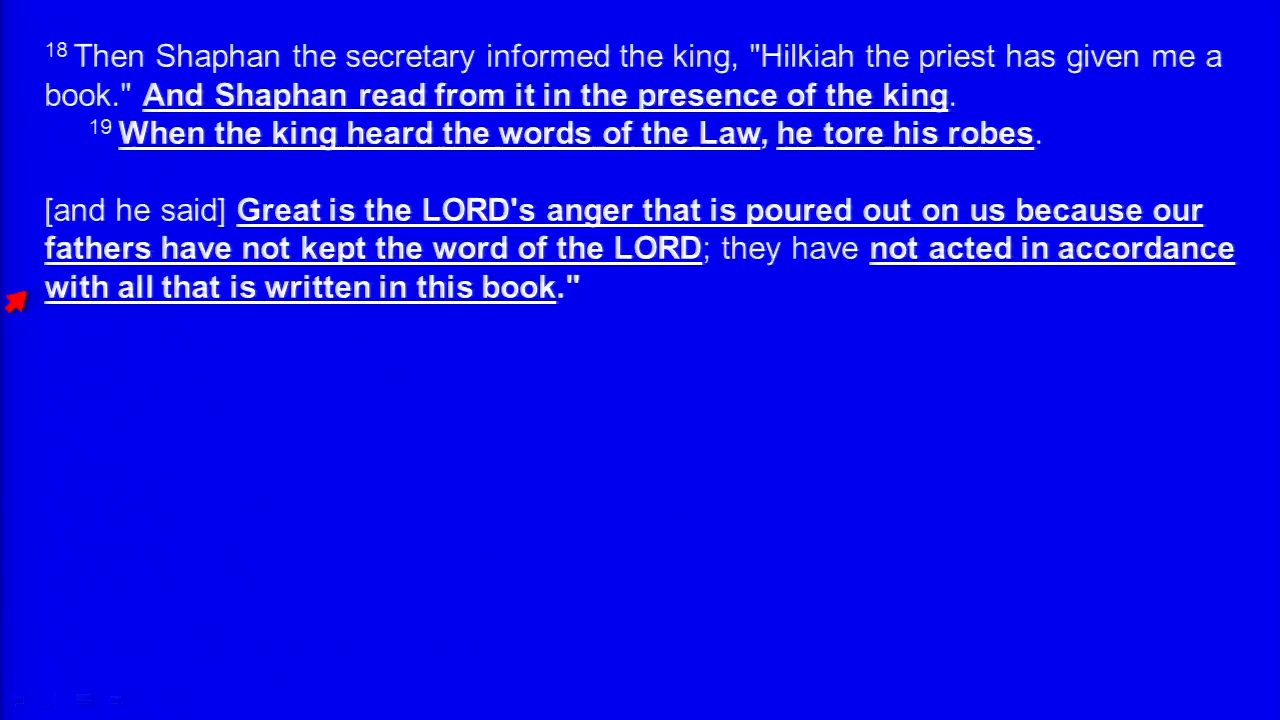 18 Then Shaphan the secretary informed the king, "Hilkiah the priest has given me a
book." And Shaphan read from it in the presence of the king.
19 When the king heard the words of the Law, he tore his robes.
[and he said] Great is the LORD's anger that is poured out on us because our
fathers have not kept the word of the LORD; they have not acted in accordance
with all that is written in this book."